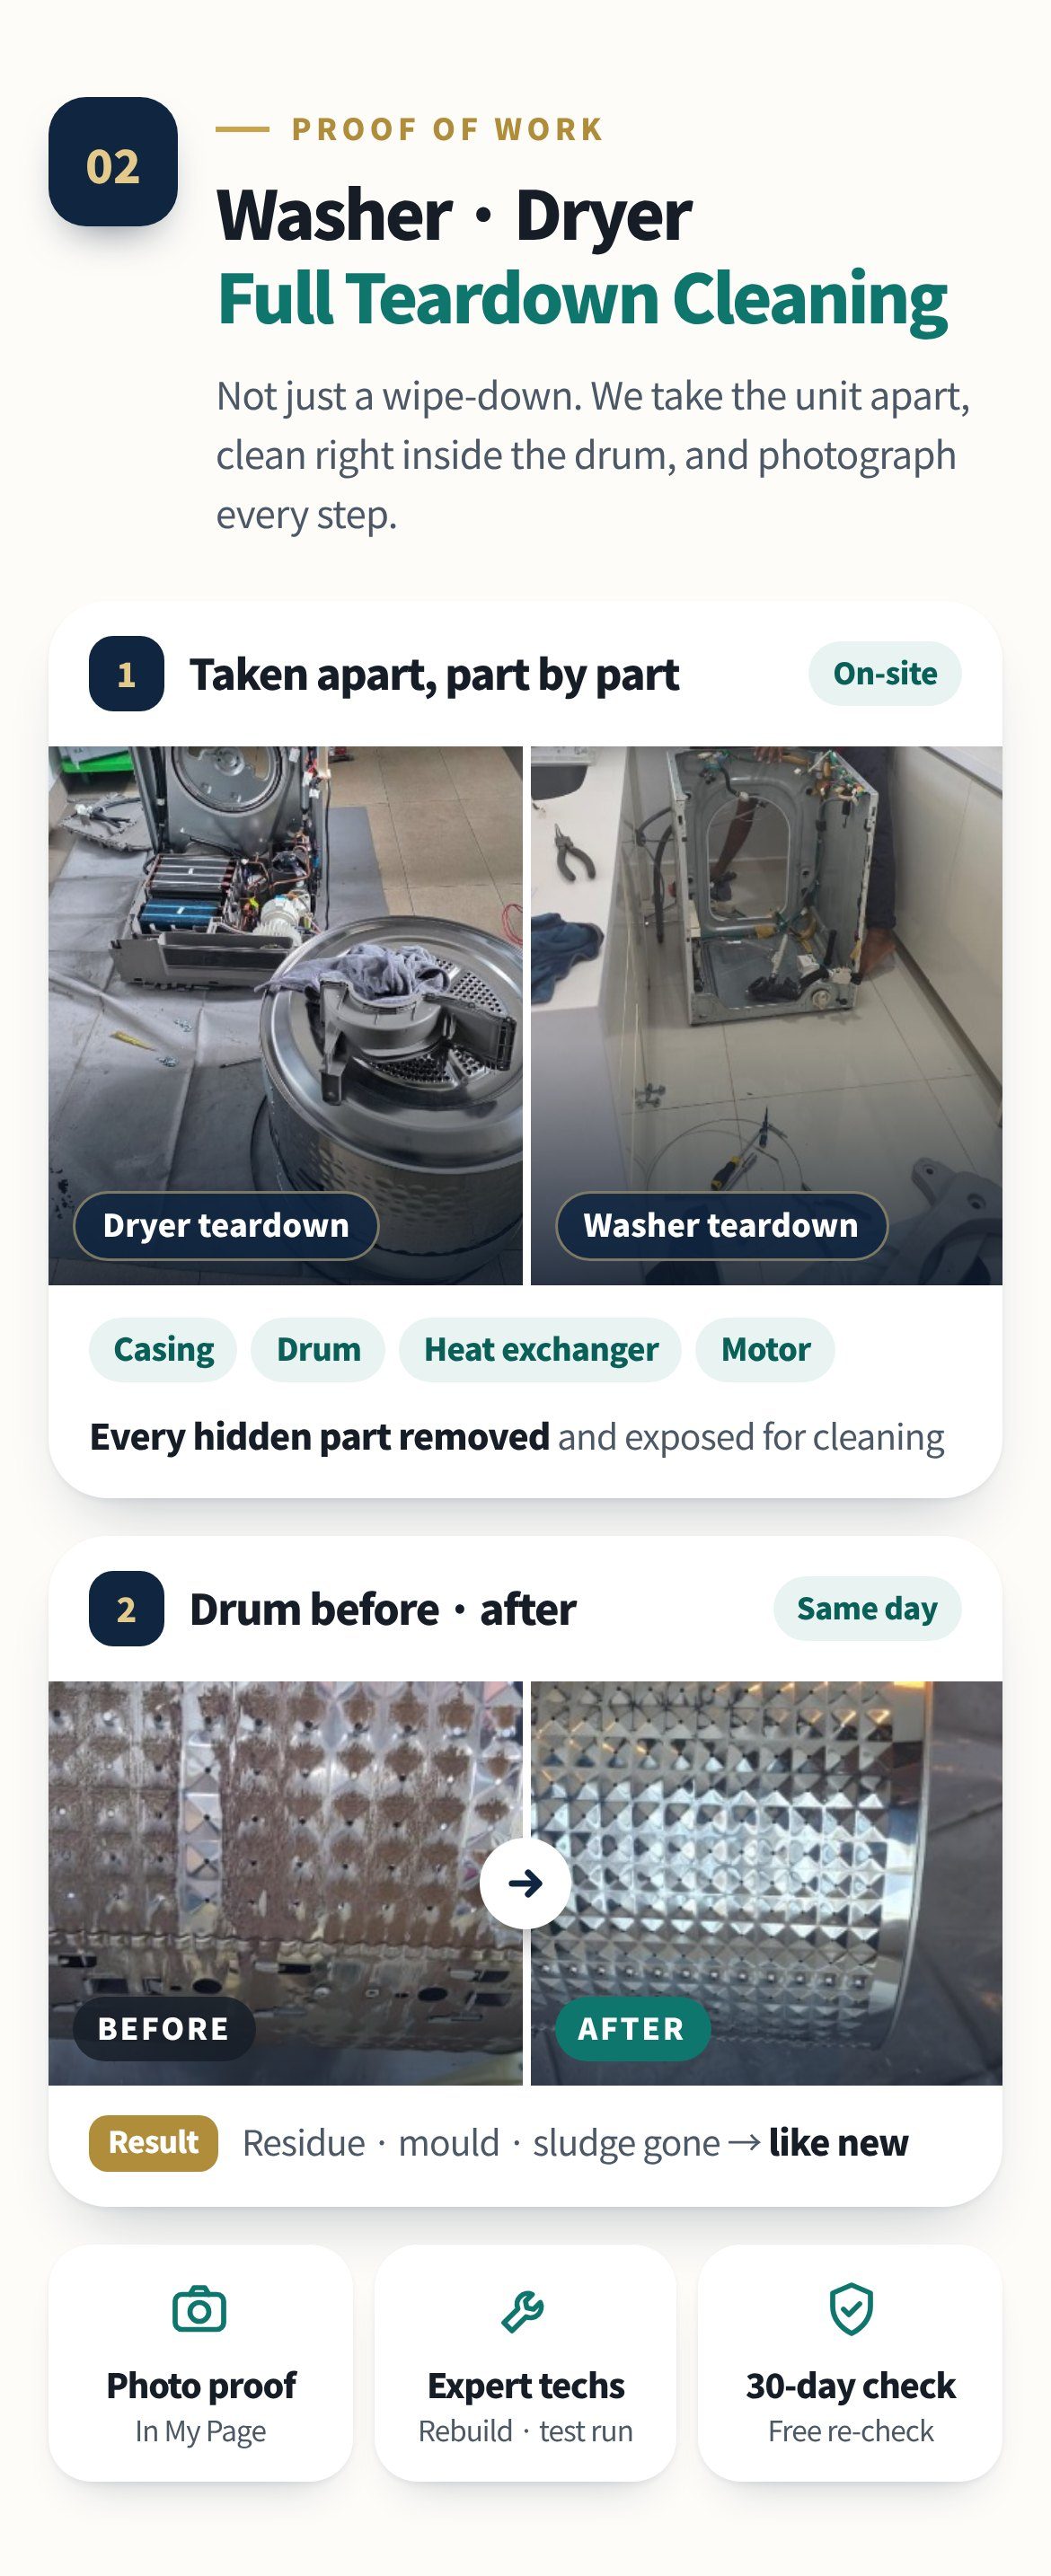 02
PROOF OF WORK
Washer · Dryer
Full Teardown Cleaning
Not just a wipe-down. We take the unit apart,
clean right inside the drum, and photograph
every step.
1
Taken apart, part by part
On-site
Dryer teardown
Washer teardown
Casing
Drum
Heat exchanger
Motor
Every hidden part removed and exposed for cleaning
2
Drum before · after
Same day
BEFORE
AFTER
Result
Residue · mould · sludge gone → like new
Photo proof
In My Page
Expert techs
Rebuild · test run
30-day check
Free re-check